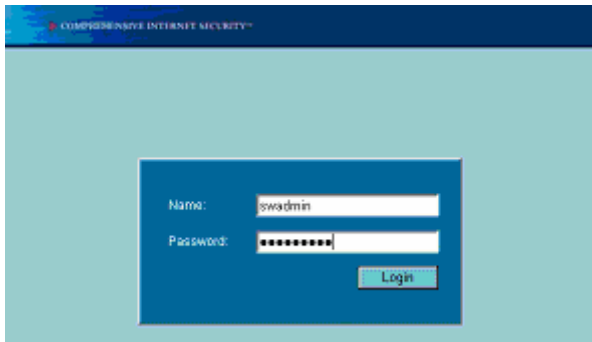 COMPREHENSIVE INTERNET SECURITY™
Name:
swadmin
Password:
●●●●●●●●●
Login